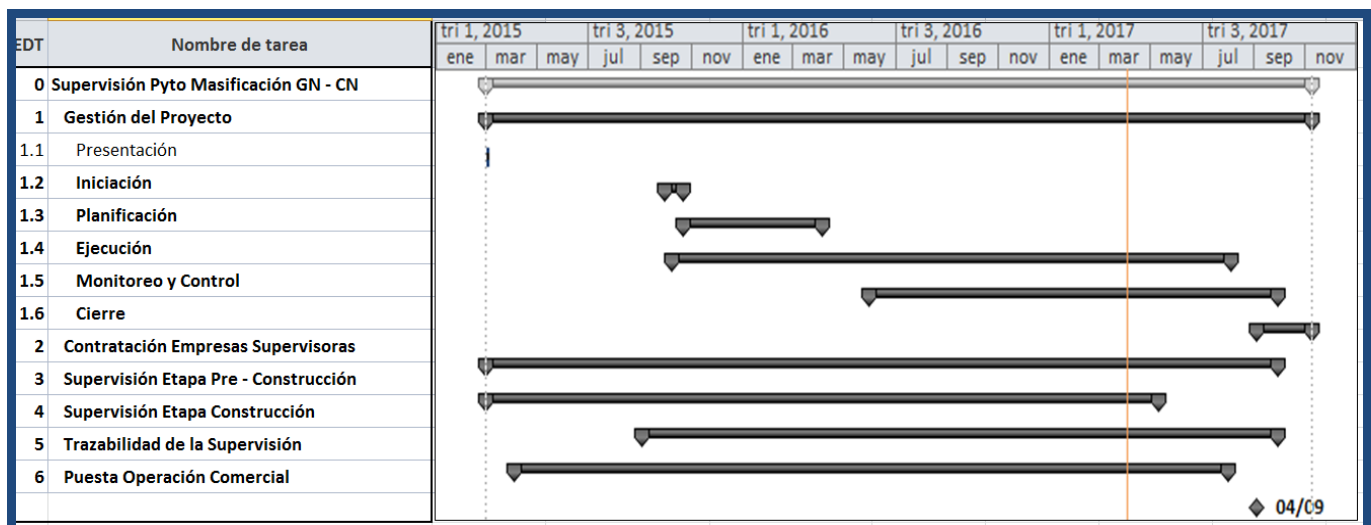 EDT Nombre de tarea tri 1, 2015 tri 3, 2015 tri 1, 2016 tri 3, 2016 tri 1, 2017 tri 3, 2017
ene mar may jul sep nov ene mar may jul sep nov ene mar may jul sep nov
0 Supervisión Pyto Masificación GN - CN
1 Gestión del Proyecto
1.1 Presentación
1.2 Iniciación
1.3 Planificación
1.4 Ejecución
1.5 Monitoreo y Control
1.6 Cierre
2 Contratación Empresas Supervisoras
3 Supervisión Etapa Pre - Construcción
4 Supervisión Etapa Construcción
5 Trazabilidad de la Supervisión
6 Puesta Operación Comercial
04/09